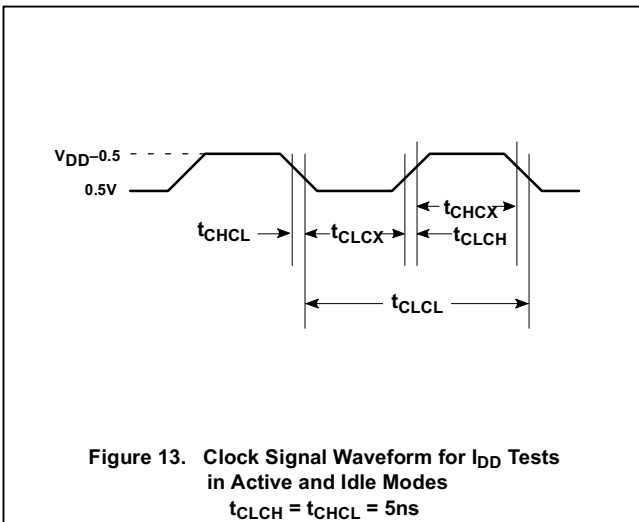 VDD–0.5
0.5V
tCHCX
tCHCL tCLCX tCLCH
tCLCL
Figure 13. Clock Signal Waveform for IDD Tests
in Active and Idle Modes
tCLCH = tCHCL = 5ns